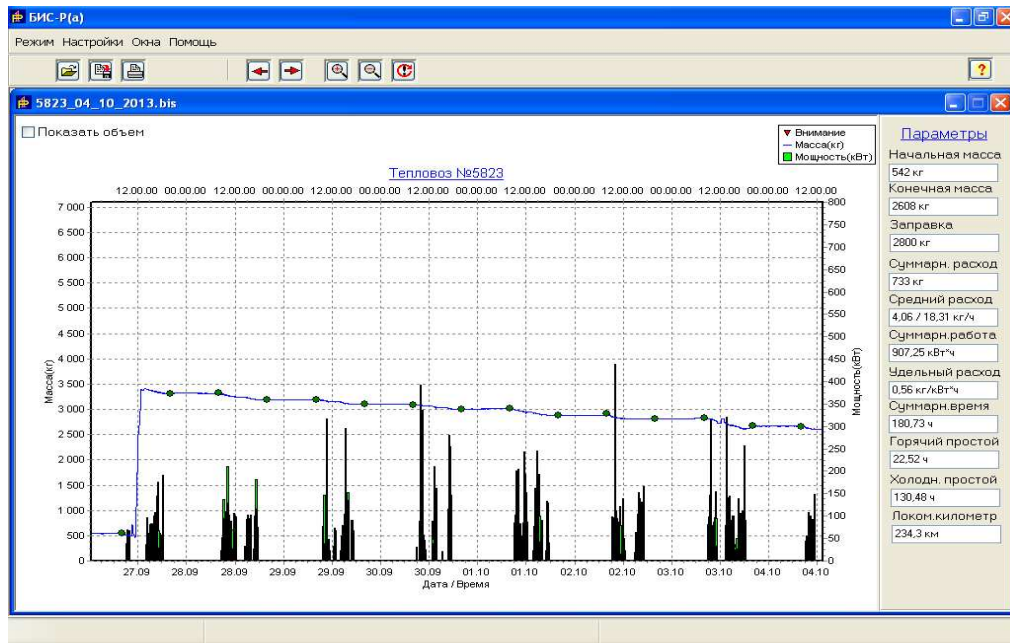 БИС-Р(а)
Режим Настройки Окна Помощь
5823_04_10_2013.bis
Показать объем
Внимание
Масса(кг)
Мощность(кВт)
Тепловоз №5823
12.00.00 00.00.00 12.00.00 00.00.00 12.00.00 00.00.00 12.00.00 00.00.00 12.00.00 00.00.00 12.00.00 00.00.00 12.00.00 00.00.00 12.00.00
7 000
6 500
6 000
5 500
5 000
4 500
4 000
3 500
3 000
2 500
2 000
1 500
1 000
500
0
Масса(кг)
800
750
700
650
600
550
500
450
400
350
300
250
200
150
100
50
0
Мощность(кВт)
27.09 28.09 28.09 29.09 29.09 30.09 30.09 01.10 01.10 02.10 02.10 03.10 03.10 04.10 04.10
Дата / Время
Параметры
Начальная масса
542 кг
Конечная масса
2608 кг
Заправка
2800 кг
Суммарн. расход
733 кг
Средний расход
4,06 / 18,31 кг/ч
Суммарн.работа
907,25 кВт*ч
Удельный расход
0,56 кг/кВт*ч
Суммарн.время
180,73 ч
Горячий простой
22,52 ч
Холодн. простой
130,48 ч
Локом.километр
234,3 км